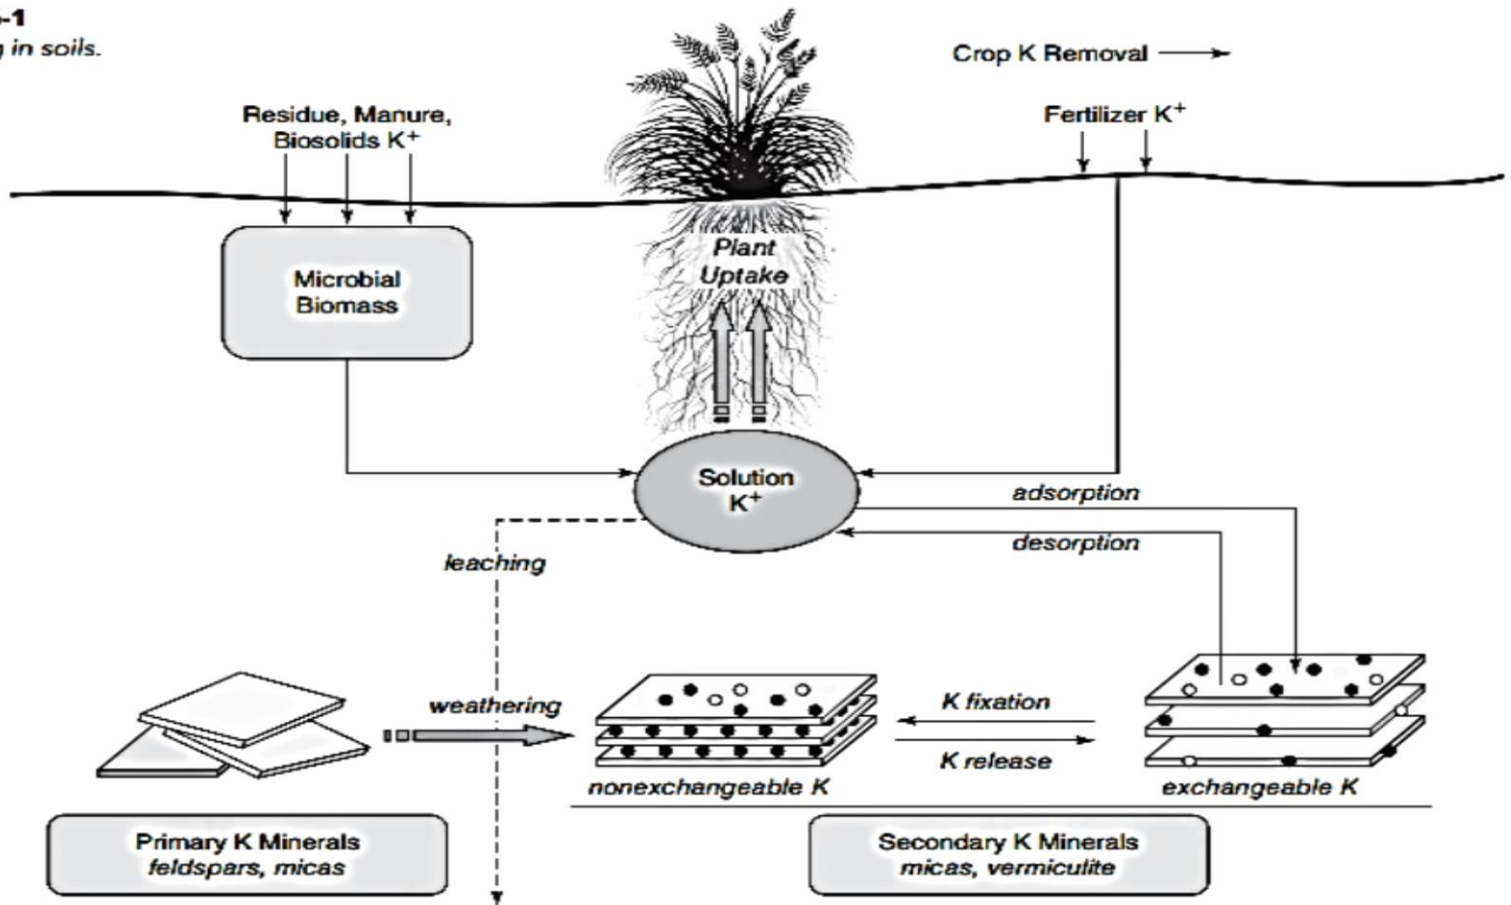 -1
in soils.
Crop K Removal
Residue, Manure,
Biosolids K⁺
Fertilizer K⁺
Plant
Uptake
Microbial
Biomass
Solution
K⁺
adsorption
desorption
leaching
weathering
K fixation
K release
nonexchangeable K
exchangeable K
Primary K Minerals
feldspars, micas
Secondary K Minerals
micas, vermiculite